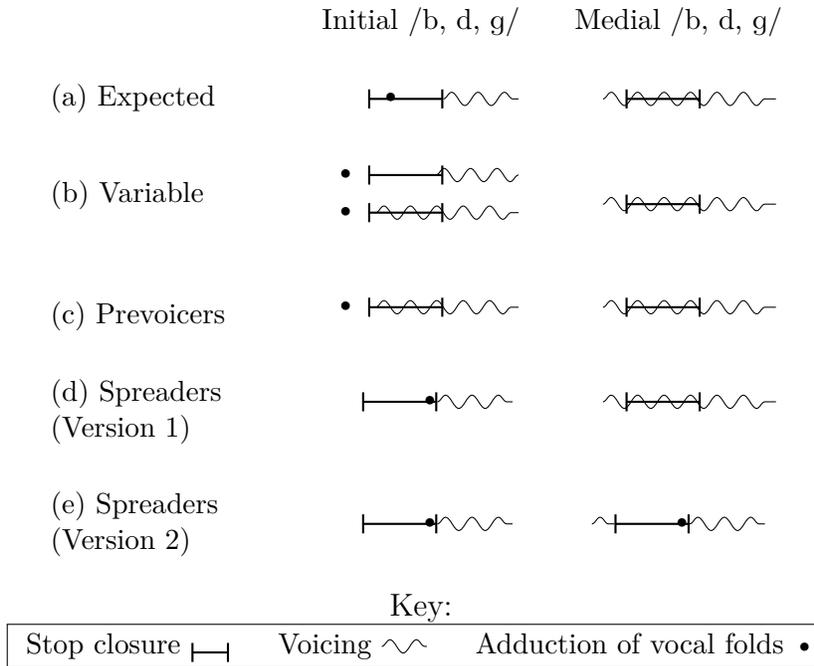 Initial /b, d, g/ Medial /b, d, g/
(a) Expected
(b) Variable
(c) Prevoicers
(d) Spreaders
(Version 1)
(e) Spreaders
(Version 2)
Key:
Stop closure Voicing Adduction of vocal folds